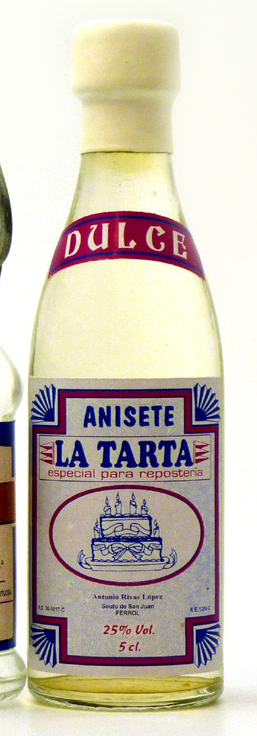 DULCE
ANISETE
LA TARTA
especial para repostería
Antonio Rivas López
Souto de San Juan
FERROL
25% Vol.
5 cl.